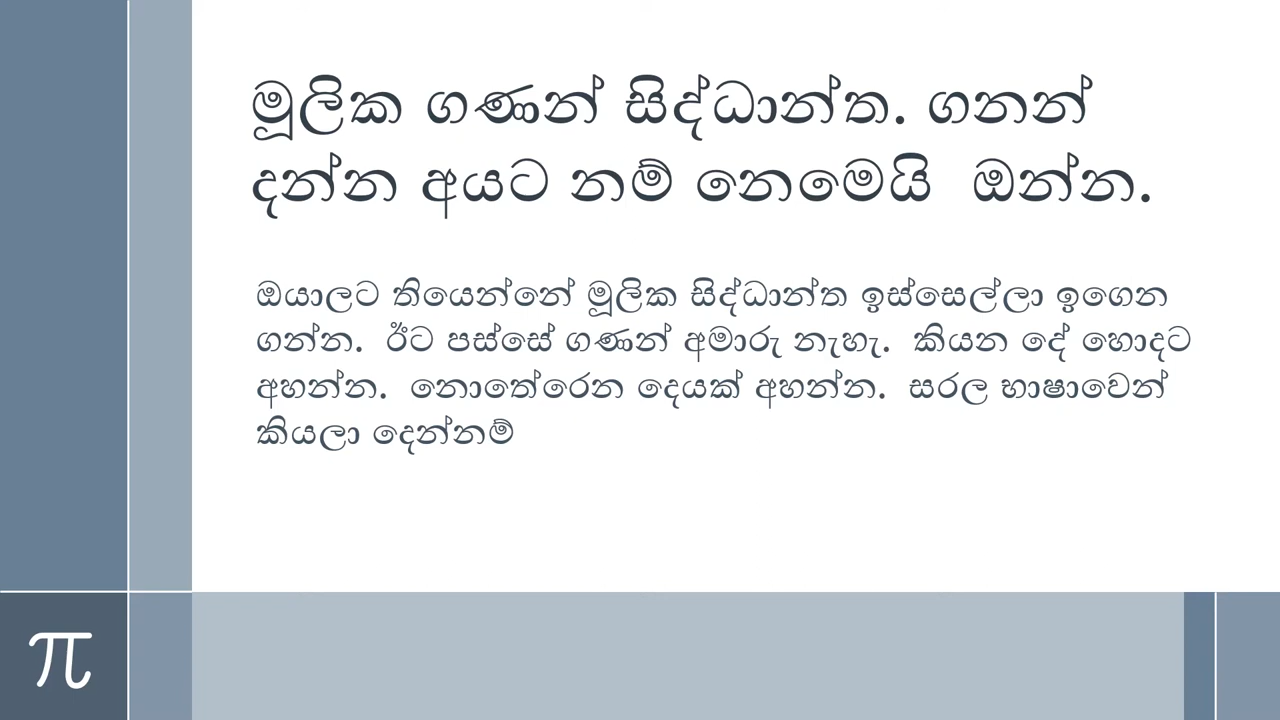 මූලික ගණන් සිද්ධාන්ත. ගනන්
දන්න අයට නම් නෙමෙයි  ඔන්න.
ඔයාලට තියෙන්නේ මූලික සිද්ධාන්ත ඉස්සෙල්ලා ඉගෙන
ගන්න.  ඊට පස්සේ ගණන් අමාරු නැහැ.  කියන දේ හොදට
අහන්න.  නොතේරෙන දෙයක් අහන්න.  සරල භාෂාවෙන්
කියලා දෙන්නම්
π